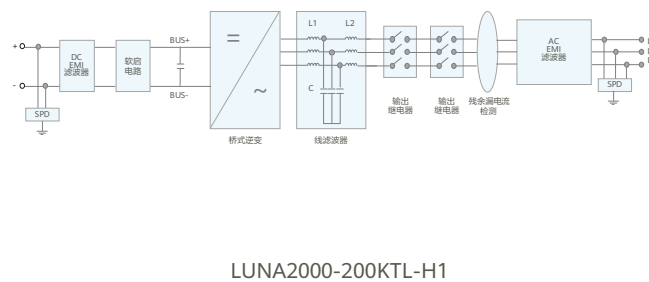 +
-
SPD
DC
EMI
滤波器
软启
电路
BUS+
BUS-
=
~
桥式逆变
L1
L2
C
线滤波器
输出
继电器
输出
继电器
残余漏电流
检测
AC
EMI
滤波器
SPD
LUNA2000-200KTL-H1